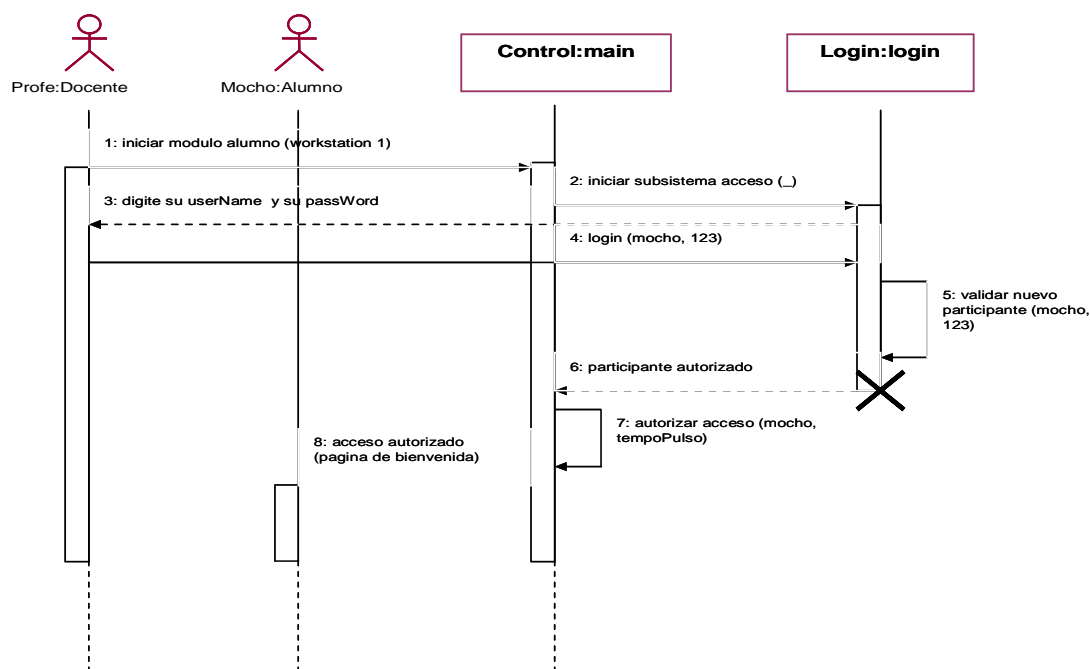 Control:main
Login:login
Profe:Docente
Mocho:Alumno
1: iniciar modulo alumno (workstation 1)
2: iniciar subsistema acceso (_)
3: digite su userName y su passWord
4: login (mocho, 123)
5: validar nuevo
participante (mocho,
123)
6: participante autorizado
7: autorizar acceso (mocho,
tempoPulso)
8: acceso autorizado
(pagina de bienvenida)